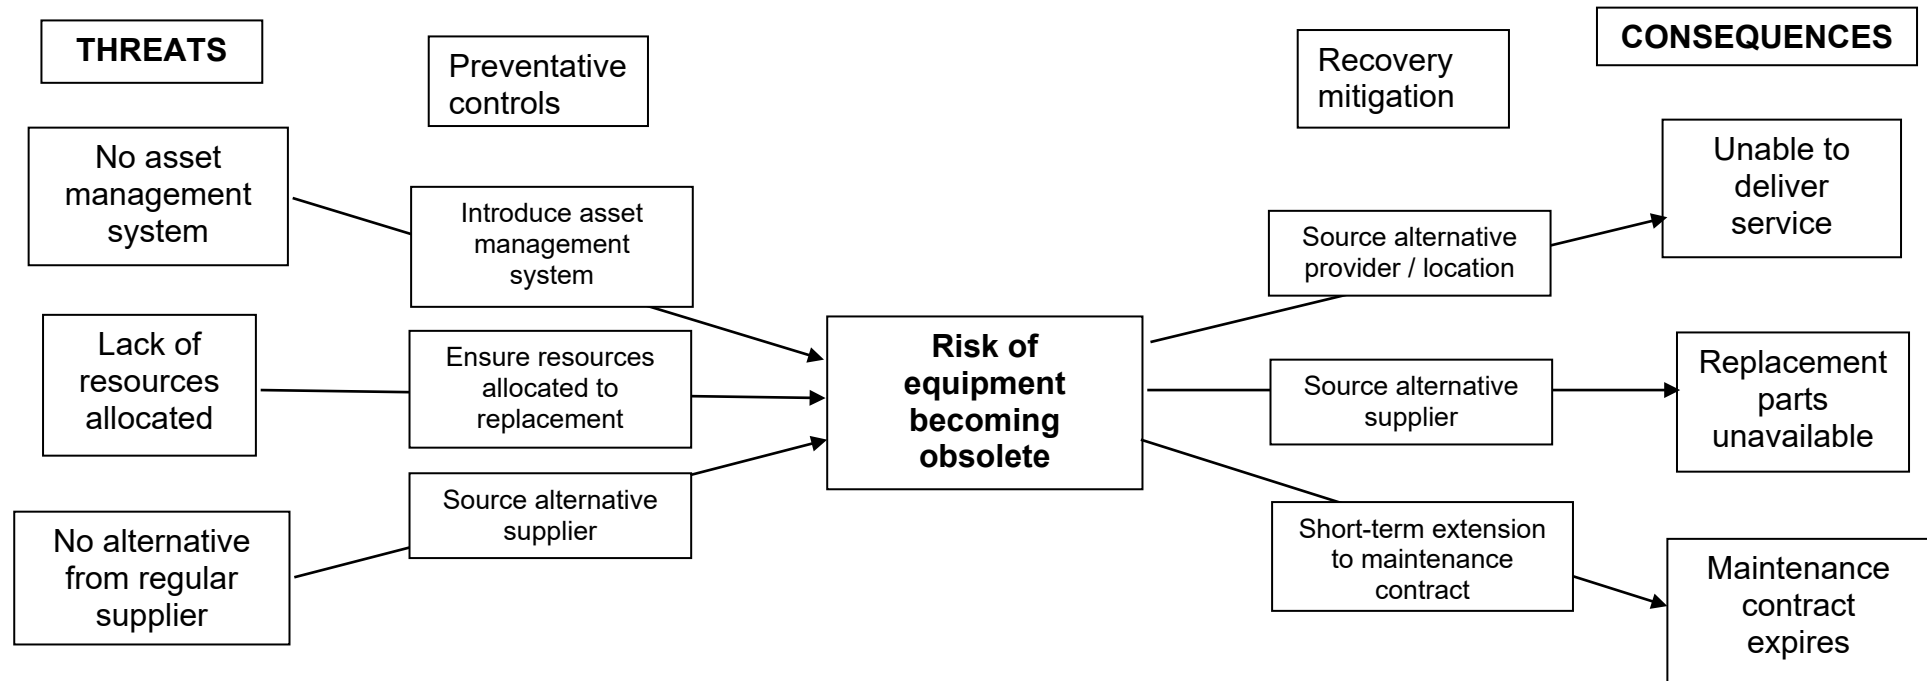 THREATS
Preventative
controls
Recovery
mitigation
CONSEQUENCES
No asset
management
system
Introduce asset
management
system
Source alternative
provider / location
Unable to
deliver
service
Lack of
resources
allocated
Ensure resources
allocated to
replacement
Risk of
equipment
becoming
obsolete
Source alternative
supplier
Replacement
parts
unavailable
No alternative
from regular
supplier
Source alternative
supplier
Short-term extension
to maintenance
contract
Maintenance
contract
expires